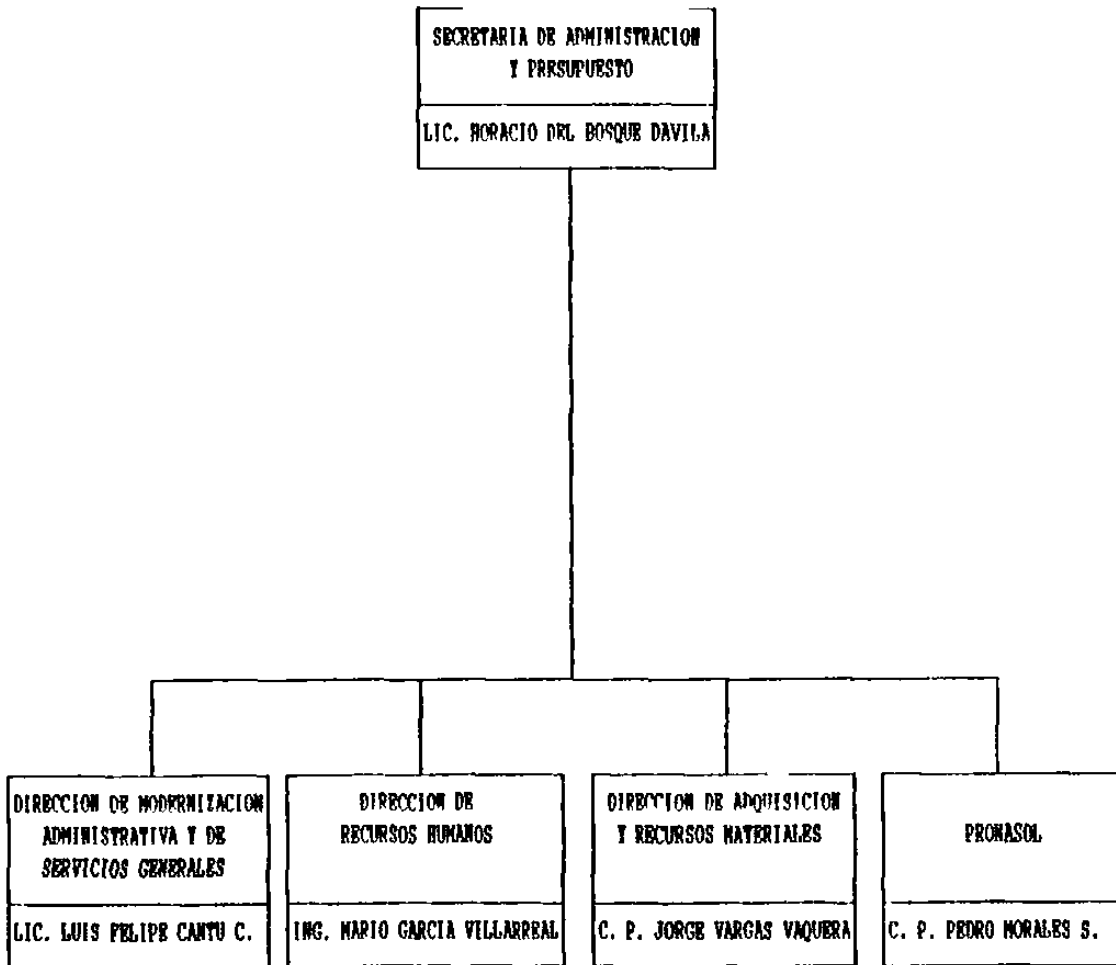 SECRETARIA DE ADMINISTRACION
Y PRESUPUESTO
LIC. HORACIO DEL BOSQUE DAVILA
DIRECCION DE MODERNIZACION
ADMINISTRATIVA Y DE
SERVICIOS GENERALES
LIC. LUIS FELIPE CANTU C.
DIRECCION DE
RECURSOS HUMANOS
ING. MARIO GARCIA VILLARREAL
DIRECCION DE ADQUISICION
Y RECURSOS MATERIALES
C. P. JORGE VARGAS VAQUERA
PRONASOL
C. P. PEDRO MORALES S.